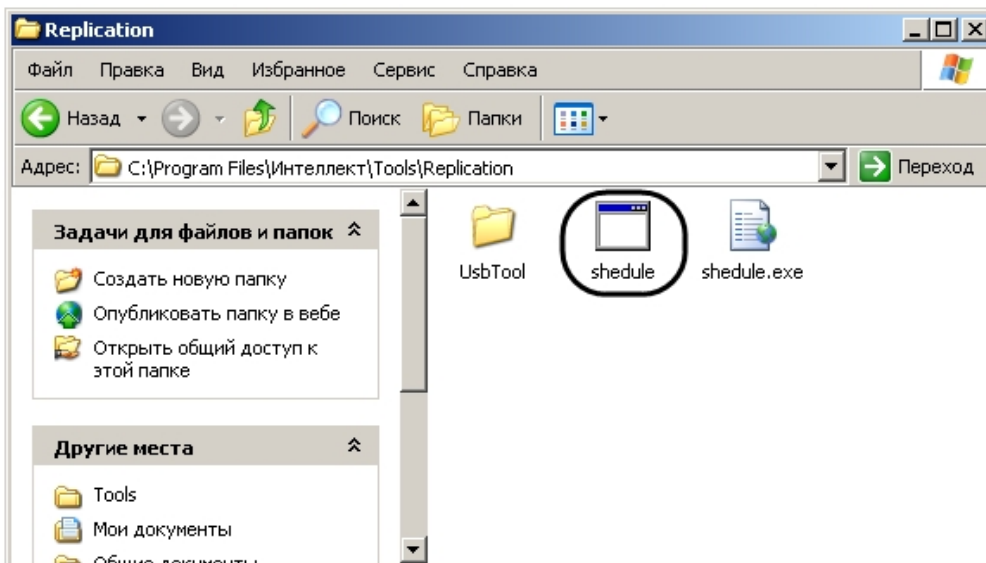 Replication
Файл Правка Вид Избранное Сервис Справка
Назад Поиск Папки
Адрес: C:\Program Files\Интеллект\Tools\Replication Переход
Задачи для файлов и папок
Создать новую папку
Опубликовать папку в вебе
Открыть общий доступ к
этой папке
Другие места
Tools
Мои документы
Общие документы
UsbTool shedule shedule.exe